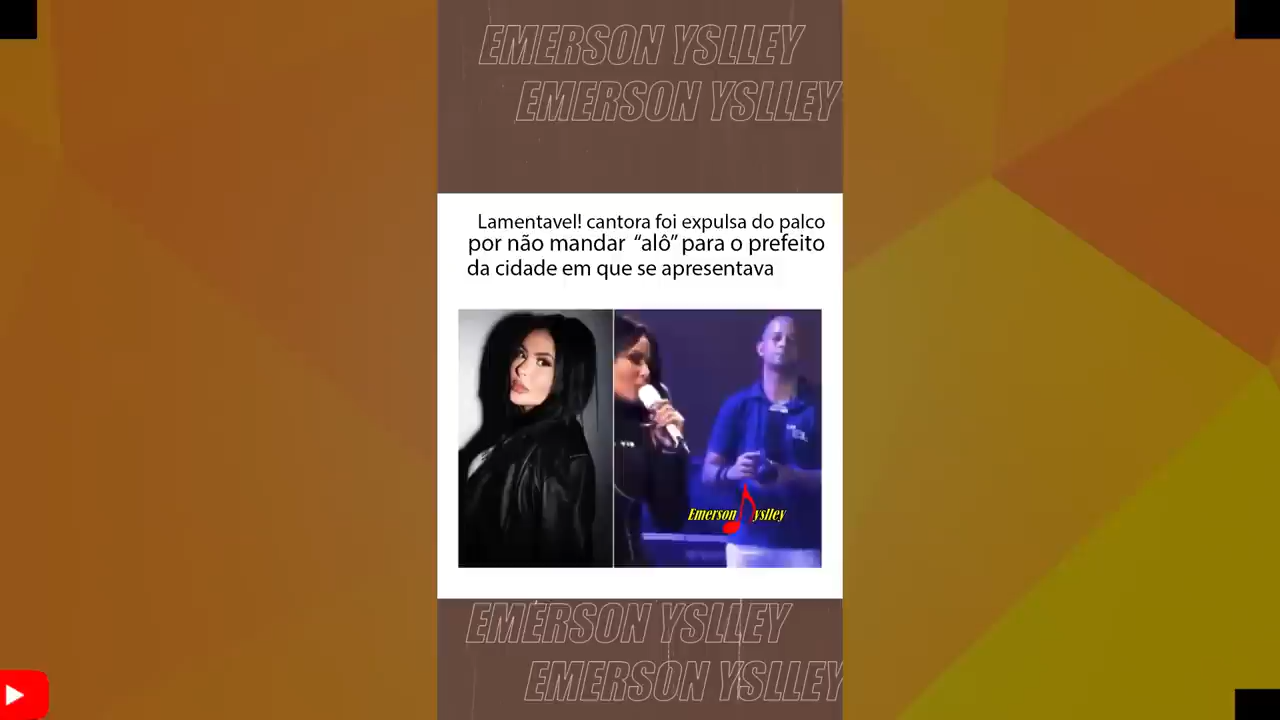 EMERSON YSLLEY
EMERSON YSLLEY
Lamentavel! cantora foi expulsa do palco
por não mandar “alô” para o prefeito
da cidade em que se apresentava
Emerson yslley
EMERSON YSLLEY
EMERSON YSLLEY